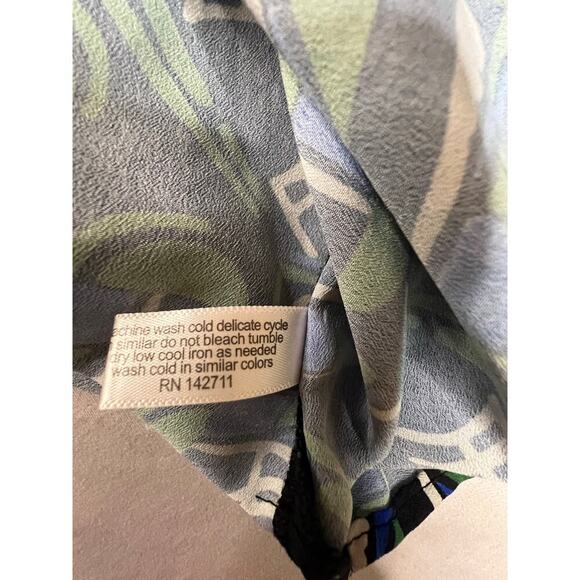 achine wash cold delicate cycle
similar do not bleach tumble
dry low cool iron as needed
wash cold in similar colors
RN 142711